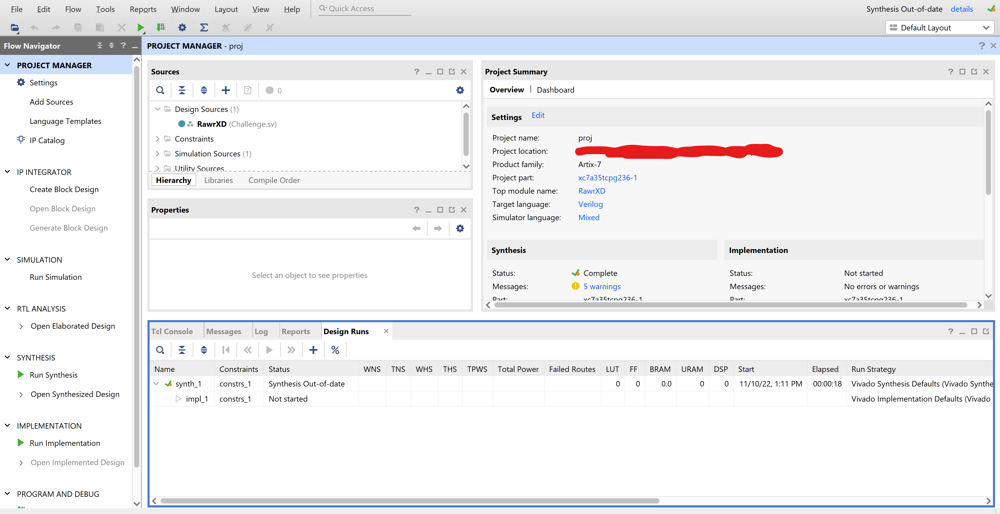 File Edit Flow Tools Reports Window Layout View Help Quick Access
Synthesis Out-of-date details
Default Layout
Flow Navigator
PROJECT MANAGER
Settings
Add Sources
Language Templates
IP Catalog
IP INTEGRATOR
Create Block Design
Open Block Design
Generate Block Design
SIMULATION
Run Simulation
RTL ANALYSIS
Open Elaborated Design
SYNTHESIS
Run Synthesis
Open Synthesized Design
IMPLEMENTATION
Run Implementation
Open Implemented Design
PROGRAM AND DEBUG
PROJECT MANAGER - proj
Sources
0
Design Sources (1)
RawrXD (Challenge.sv)
Constraints
Simulation Sources (1)
Utility Sources
Hierarchy Libraries Compile Order
Properties
Select an object to see properties
Project Summary
Overview | Dashboard
Settings Edit
Project name: proj
Project location:
Product family: Artix-7
Project part: xc7a35tcpg236-1
Top module name: RawrXD
Target language: Verilog
Simulator language: Mixed
Synthesis
Status: Complete
Messages: 5 warnings
Part: xc7a35tcpg236-1
Implementation
Status: Not started
Messages: No errors or warnings
Part: xc7a35tcpg236-1
Tcl Console Messages Log Reports Design Runs
Name Constraints Status WNS TNS WHS THS TPWS Total Power Failed Routes LUT FF BRAM URAM DSP Start Elapsed Run Strategy
synth_1 constrs_1 Synthesis Out-of-date 0 0 0.0 0 0 11/10/22, 1:11 PM 00:00:18 Vivado Synthesis Defaults (Vivado Synthe
impl_1 constrs_1 Not started Vivado Implementation Defaults (Vivado